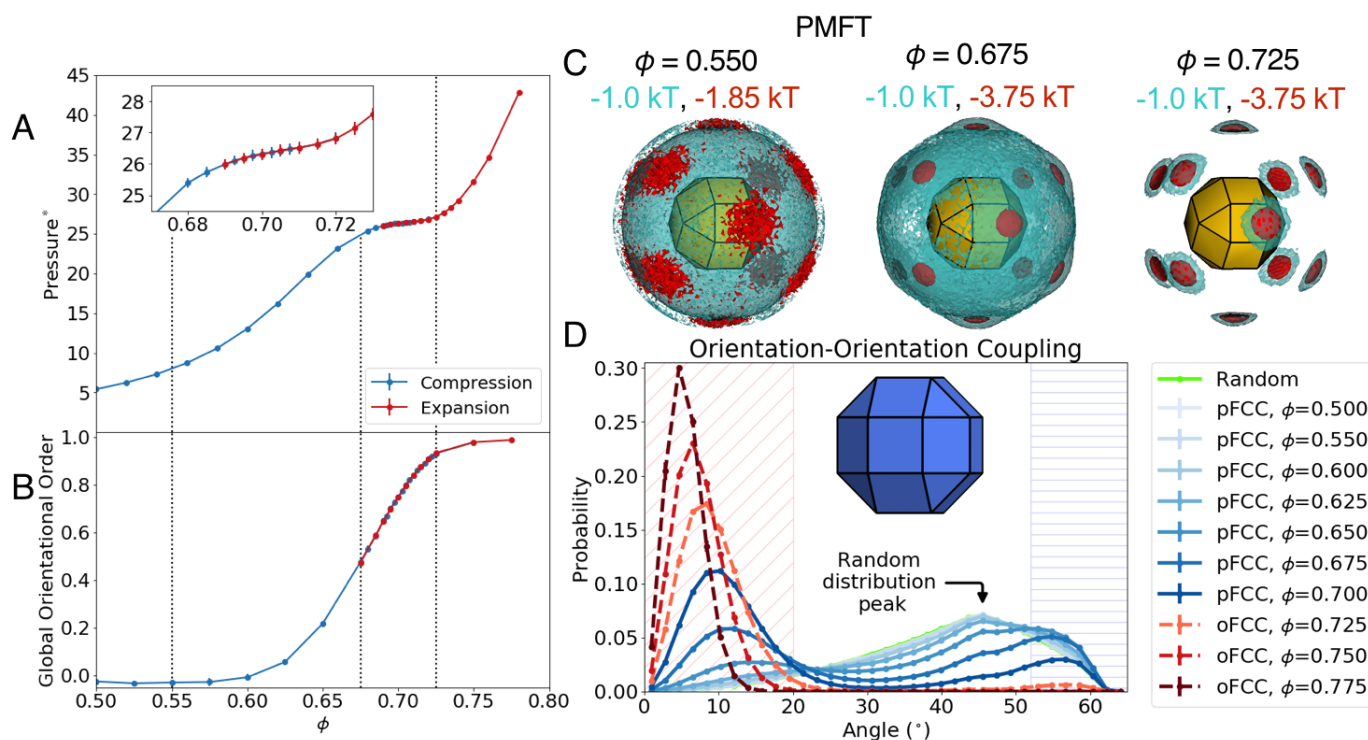 PMFT
A
45
40
35
30
25
20
15
10
5
Pressure*
28
27
26
25
0.68
0.70
0.72
Compression
Expansion
B
1.0
0.8
0.6
0.4
0.2
0.0
Global Orientational Order
0.50
0.55
0.60
0.65
0.70
0.75
0.80
ϕ
C
ϕ = 0.550
-1.0 kT, -1.85 kT
ϕ = 0.675
-1.0 kT, -3.75 kT
ϕ = 0.725
-1.0 kT, -3.75 kT
D
Orientation-Orientation Coupling
0.30
0.25
0.20
0.15
0.10
0.05
0.00
Probability
Random
distribution
peak
0
10
20
30
40
50
60
Angle (°)
Random
pFCC, ϕ=0.500
pFCC, ϕ=0.550
pFCC, ϕ=0.600
pFCC, ϕ=0.625
pFCC, ϕ=0.650
pFCC, ϕ=0.675
pFCC, ϕ=0.700
oFCC, ϕ=0.725
oFCC, ϕ=0.750
oFCC, ϕ=0.775